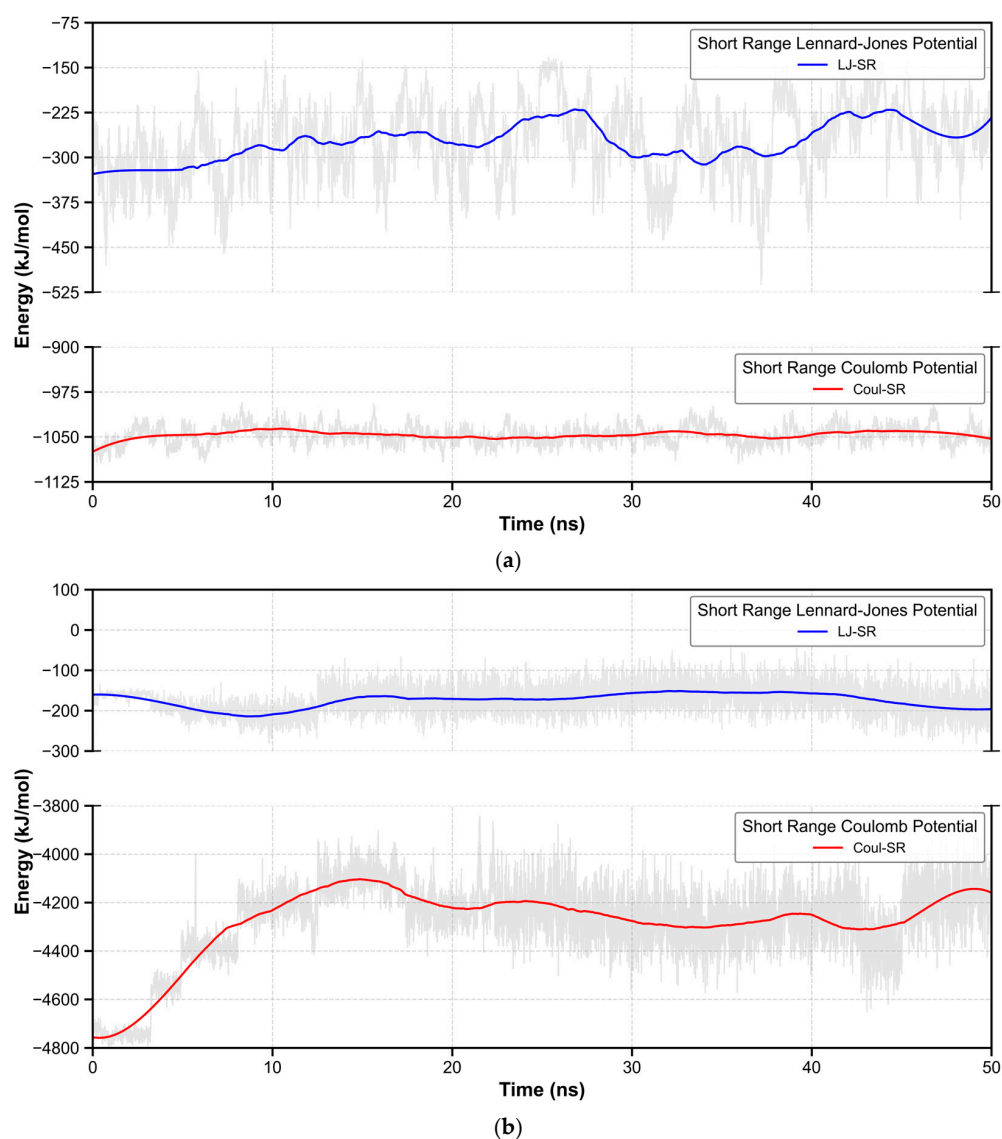 −75
−150
−225
−300
−375
−450
−525
Short Range Lennard-Jones Potential
LJ-SR
Energy (kJ/mol)
−900
−975
−1050
−1125
Short Range Coulomb Potential
Coul-SR
0
10
20
30
40
50
Time (ns)
(a)
100
0
−100
−200
−300
Short Range Lennard-Jones Potential
LJ-SR
Energy (kJ/mol)
−3800
−4000
−4200
−4400
−4600
−4800
Short Range Coulomb Potential
Coul-SR
0
10
20
30
40
50
Time (ns)
(b)